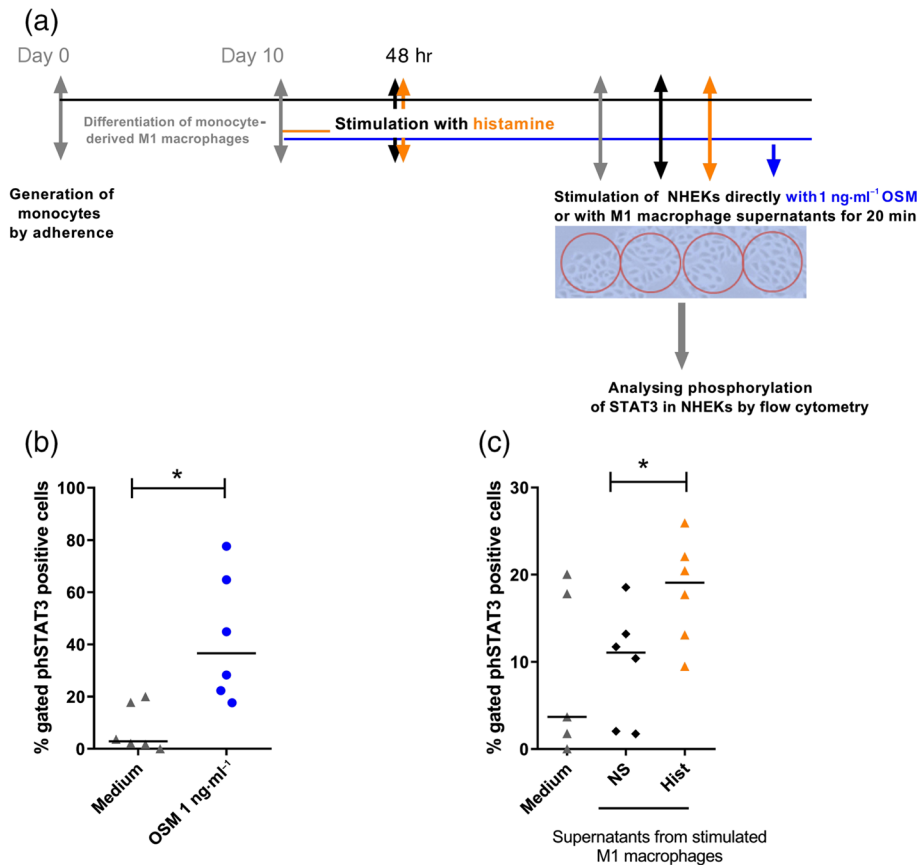 (a)
Day 0
Day 10
48 hr
Differentiation of monocyte-
derived M1 macrophages
Stimulation with histamine
Generation of
monocytes
by adherence
Stimulation of NHEKs directly with 1 ng·ml⁻¹ OSM
or with M1 macrophage supernatants for 20 min
Analysing phosphorylation
of STAT3 in NHEKs by flow cytometry
(b)
% gated phSTAT3 positive cells
100
80
60
40
20
0
*
Medium
OSM 1 ng·ml⁻¹
(c)
% gated phSTAT3 positive cells
30
20
10
0
*
Medium
NS
Hist
Supernatants from stimulated
M1 macrophages